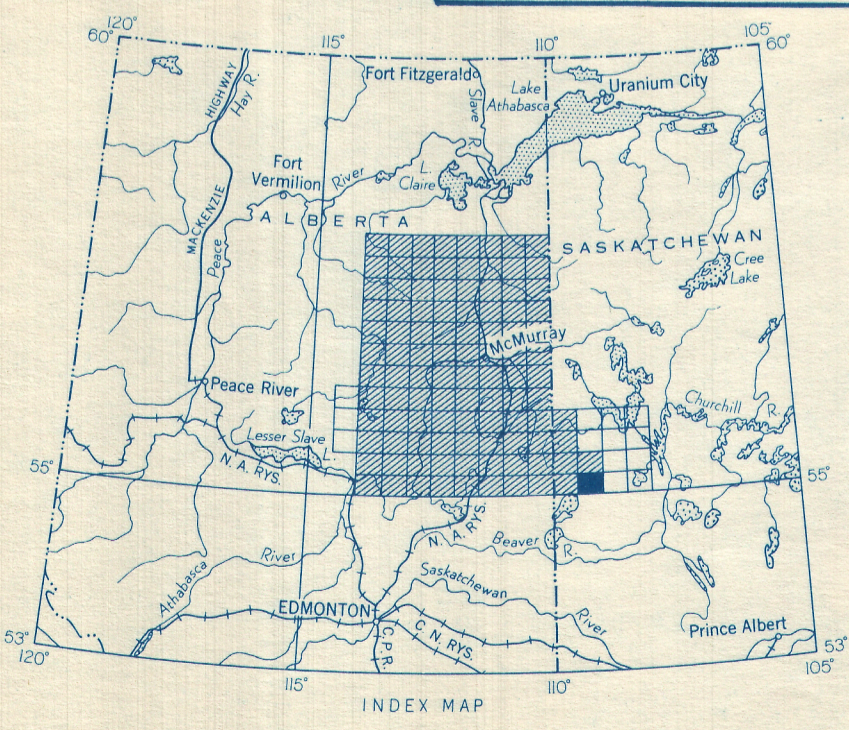 120°
60°
115°
110°
105°
60°
HIGHWAY
Hay R.
Fort Fitzgerald
Slave R.
Lake
Athabasca
Uranium City
Fort
Vermilion
River
L.
Claire
MACKENZIE
Peace
ALBERTA
SASKATCHEWAN
Cree
Lake
McMurray
Peace River
Churchill R.
Lesser Slave
L.
N. A. RYS.
55°
55°
N. A. RYS.
Beaver R.
River
Athabasca
Saskatchewan
River
EDMONTON
C. N. RYS.
C.P.R.
Prince Albert
53°
120°
115°
110°
53°
105°
INDEX MAP